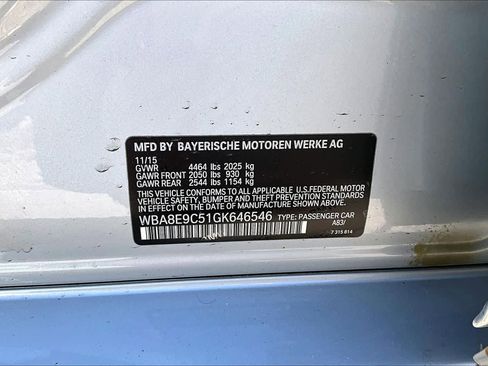 MFD BY BAYERISCHE MOTOREN WERKE AG
11/15
GVWR 4464 lbs 2025 kg
GAWR FRONT 2050 lbs 930 kg
GAWR REAR 2544 lbs 1154 kg
THIS VEHICLE CONFORMS TO ALL APPLICABLE U.S.FEDERAL MOTOR
VEHICLE SAFETY, BUMPER, AND THEFT PREVENTION STANDARDS IN
EFFECT ON THE DATE OF MANUFACTURE SHOWN ABOVE.
WBA8E9C51GK646546 TYPE: PASSENGER CAR
A83/
7 315 814